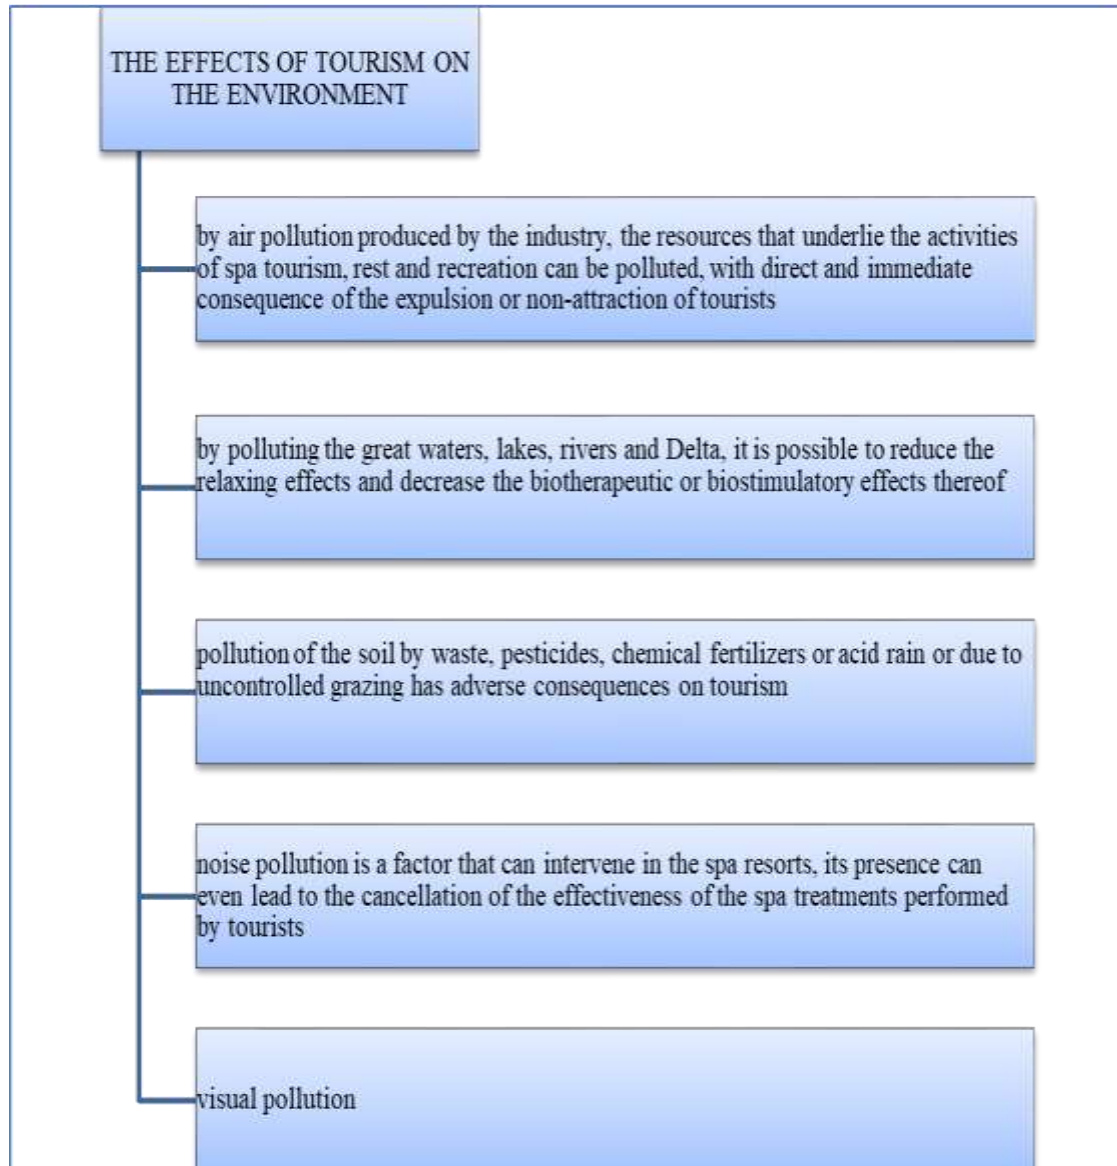 THE EFFECTS OF TOURISM ON
THE ENVIRONMENT
by air pollution produced by the industry, the resources that underlie the activities
of spa tourism, rest and recreation can be polluted, with direct and immediate
consequence of the expulsion or non-attraction of tourists
by polluting the great waters, lakes, rivers and Delta, it is possible to reduce the
relaxing effects and decrease the biotherapeutic or biostimulatory effects thereof
pollution of the soil by waste, pesticides, chemical fertilizers or acid rain or due to
uncontrolled grazing has adverse consequences on tourism
noise pollution is a factor that can intervene in the spa resorts, its presence can
even lead to the cancellation of the effectiveness of the spa treatments performed
by tourists
visual pollution